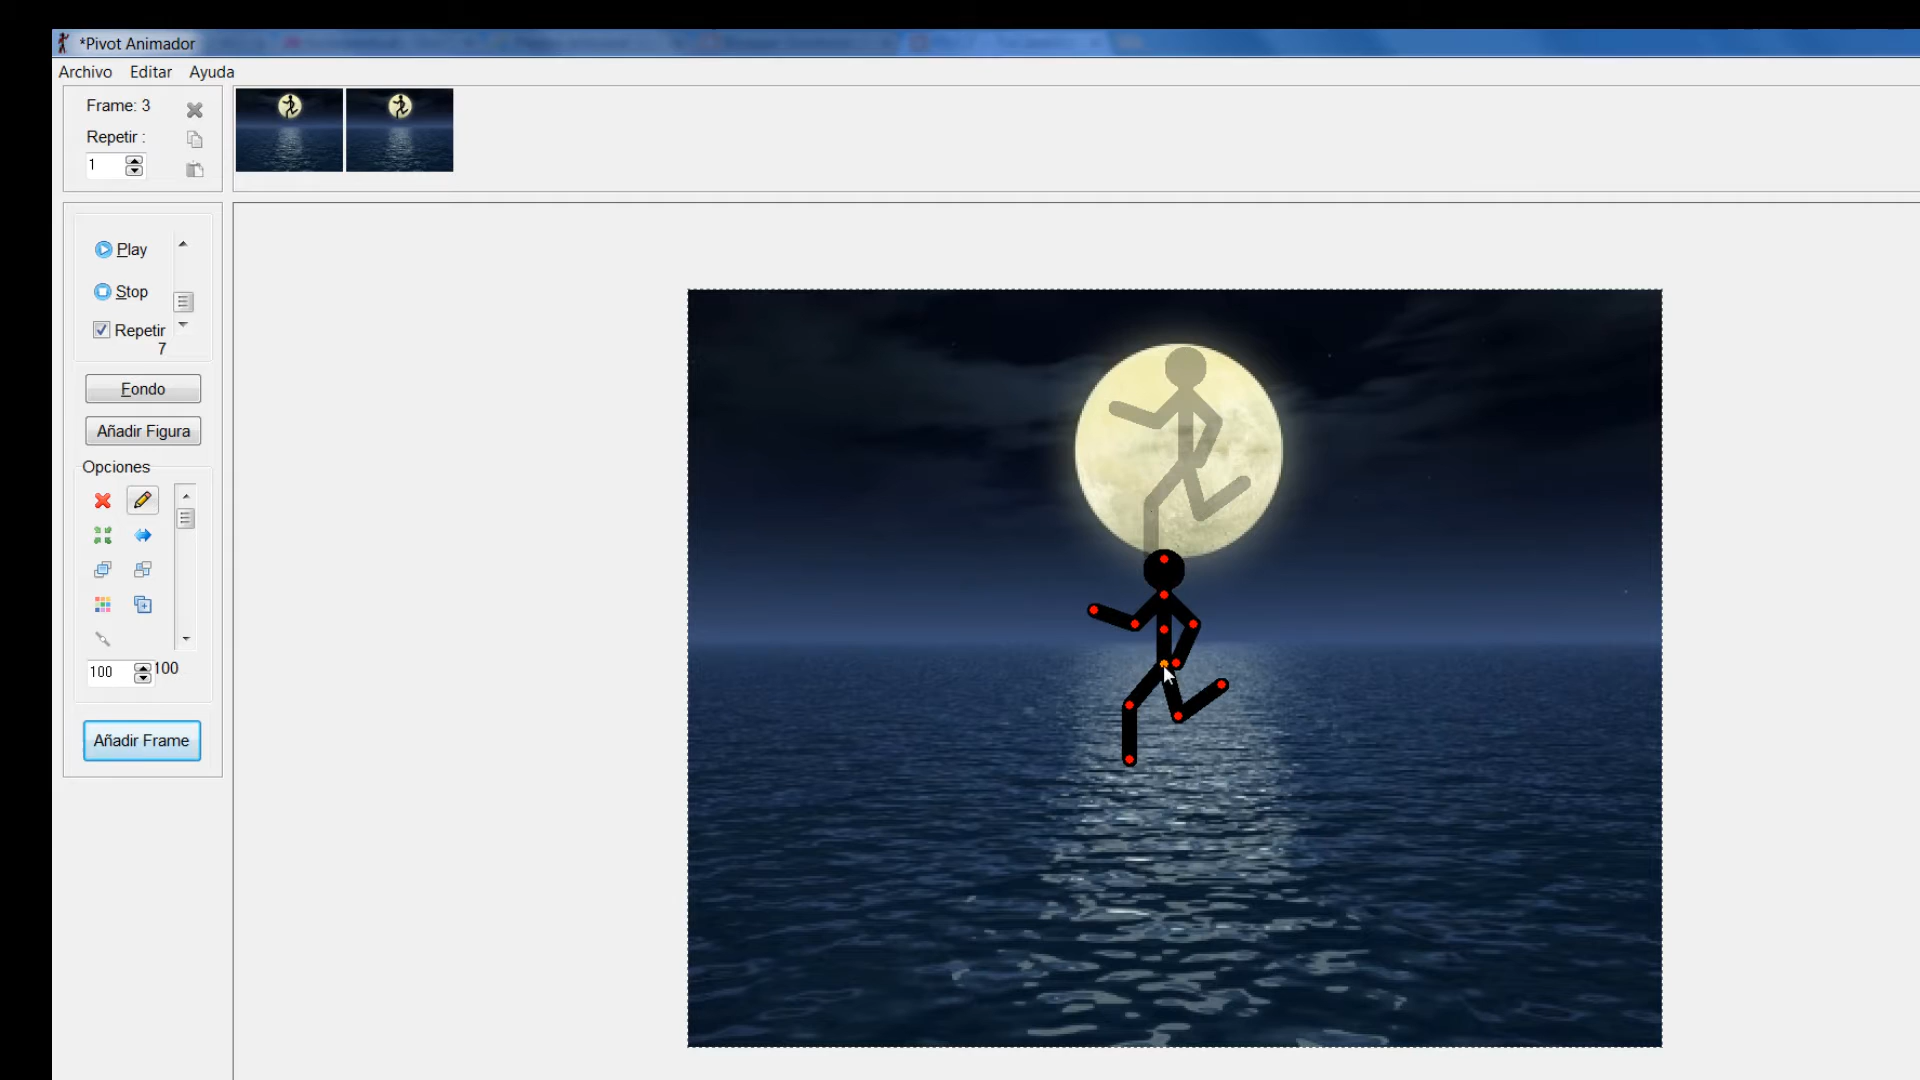 *Pivot Animador
Archivo Editar Ayuda
Frame: 3
Repetir :
1
Play
Stop
Repetir
7
Fondo
Añadir Figura
Opciones
100 100
Añadir Frame